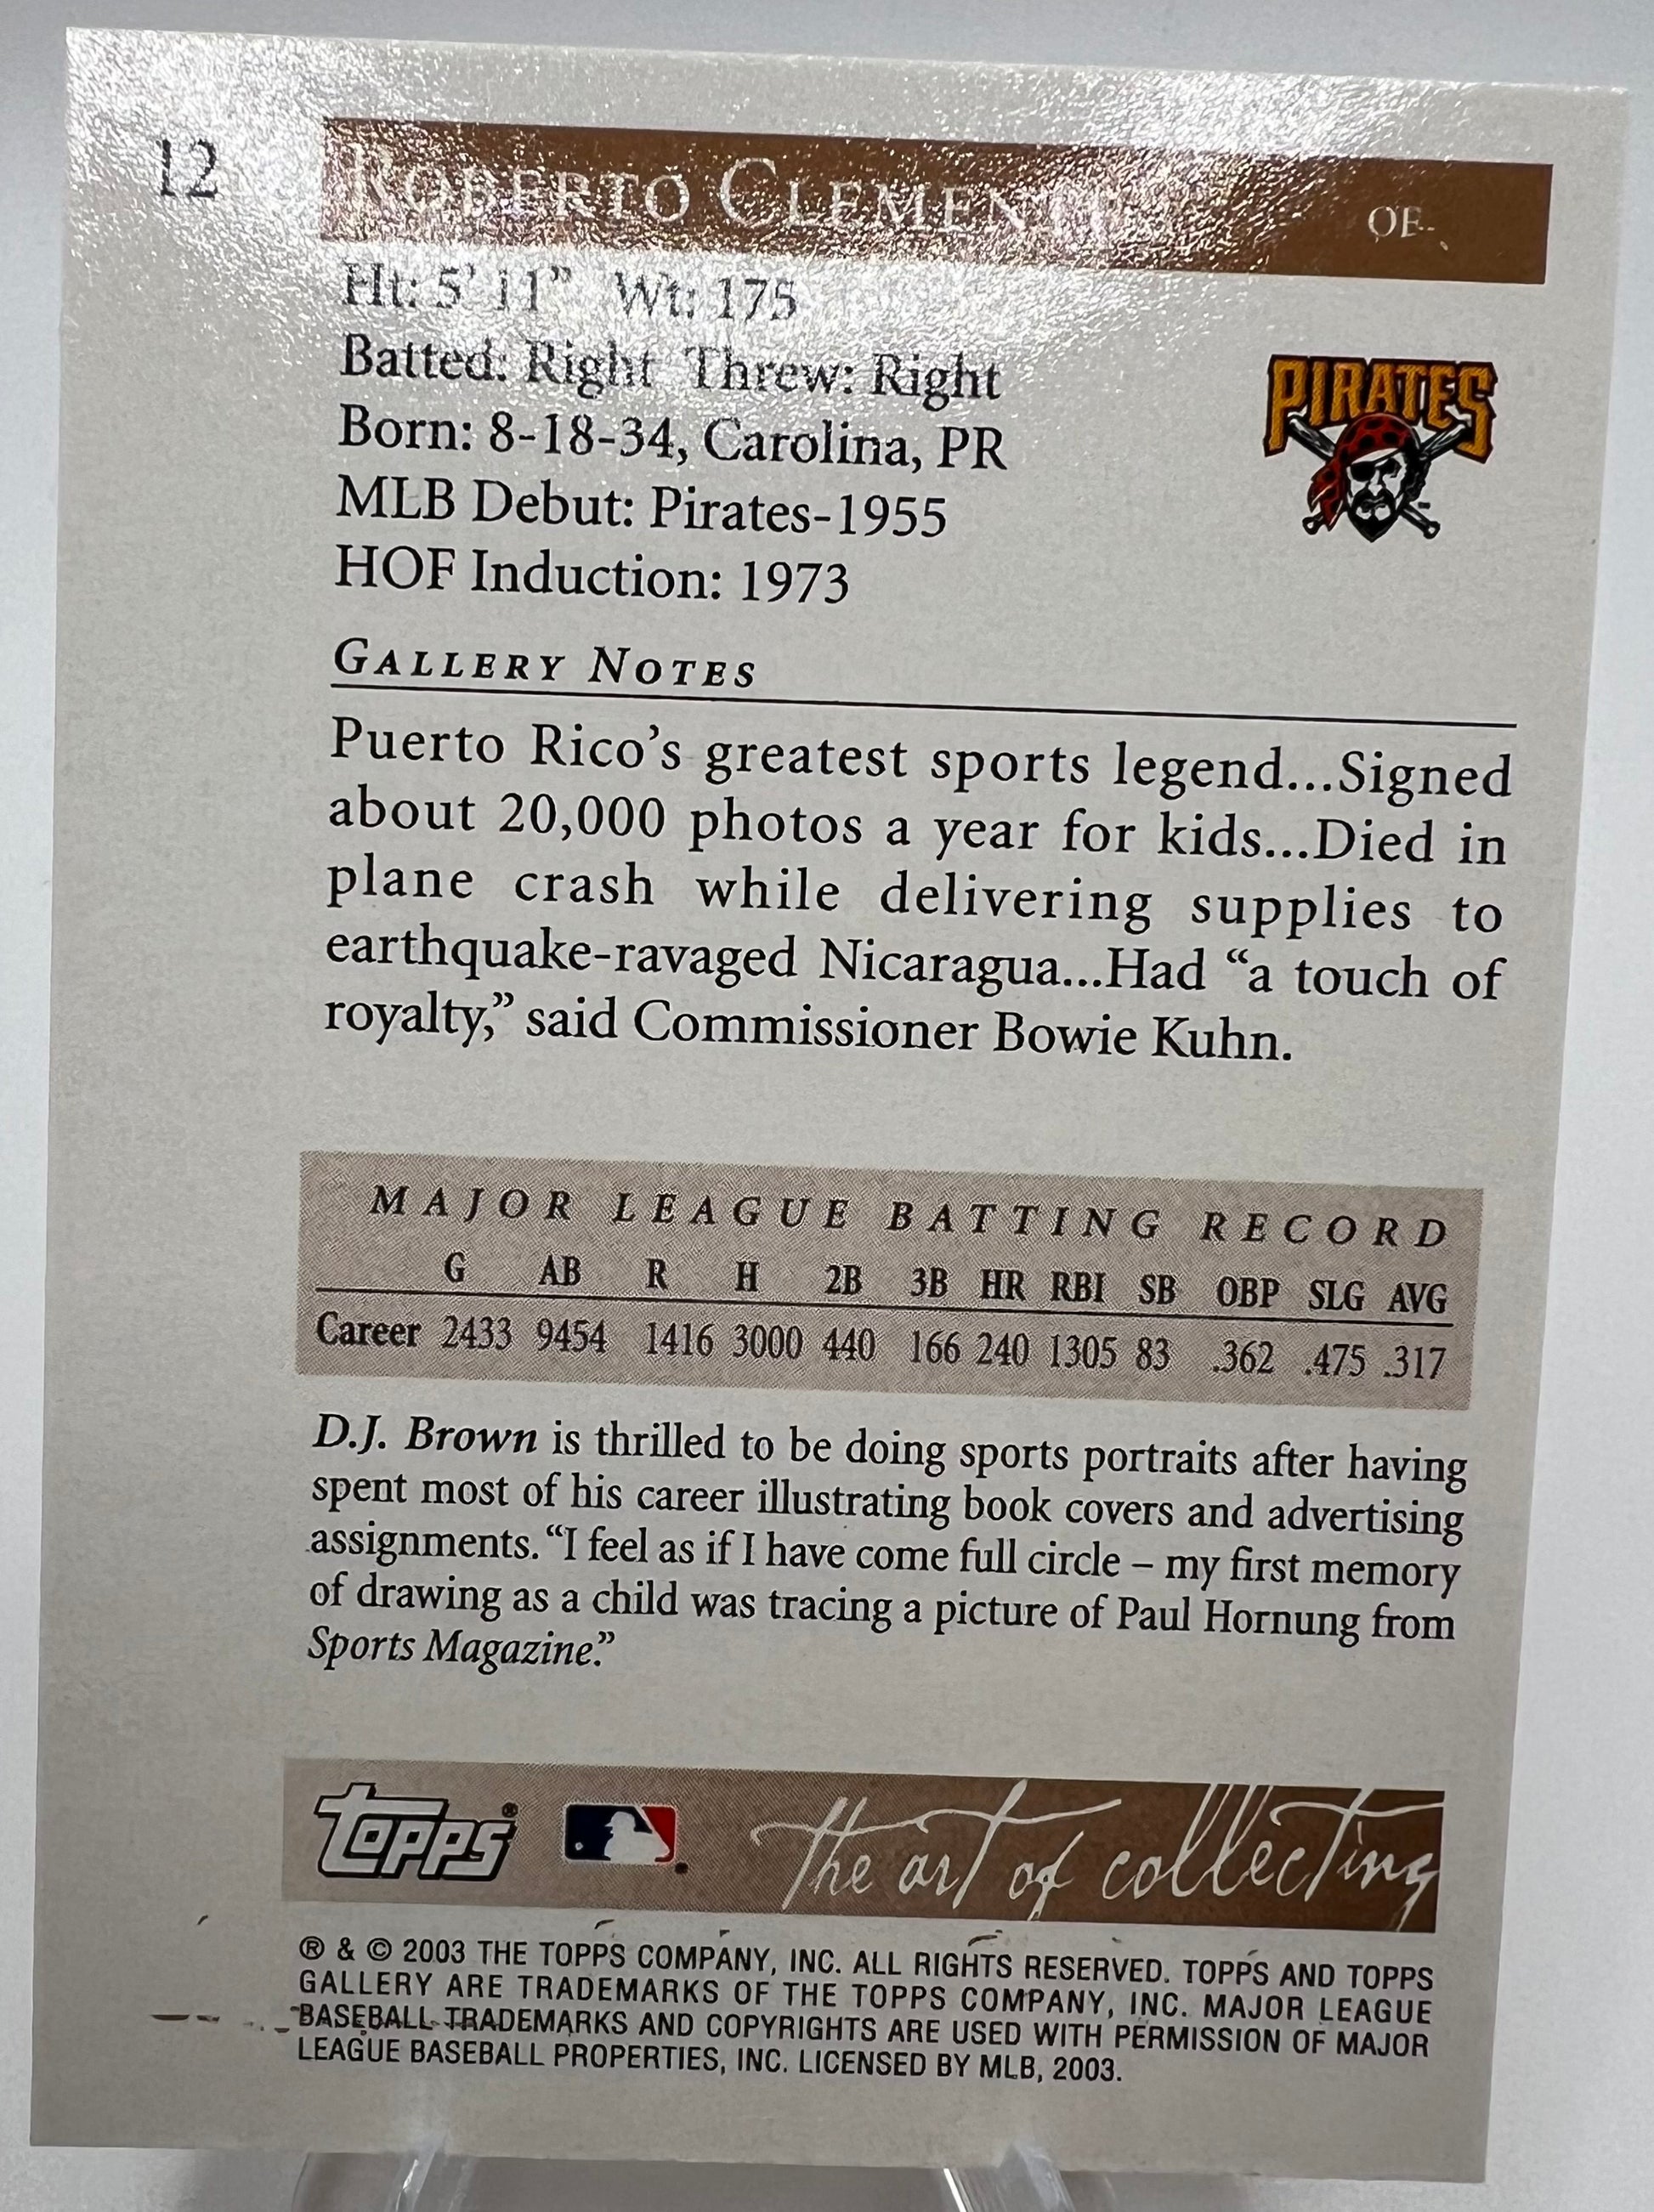 12
ROBERTO CLEMENTE OF
Ht: 5' 11” Wt: 175
Batted: Right Threw: Right
Born: 8-18-34, Carolina, PR
MLB Debut: Pirates-1955
HOF Induction: 1973
PIRATES
GALLERY NOTES
Puerto Rico’s greatest sports legend...Signed
about 20,000 photos a year for kids...Died in
plane crash while delivering supplies to
earthquake-ravaged Nicaragua...Had “a touch of
royalty,” said Commissioner Bowie Kuhn.
MAJOR LEAGUE BATTING RECORD
G AB R H 2B 3B HR RBI SB OBP SLG AVG
Career 2433 9454 1416 3000 440 166 240 1305 83 .362 .475 .317
D.J. Brown is thrilled to be doing sports portraits after having
spent most of his career illustrating book covers and advertising
assignments. “I feel as if I have come full circle – my first memory
of drawing as a child was tracing a picture of Paul Hornung from
Sports Magazine.”
TOPPS® the art of collecting
® & © 2003 THE TOPPS COMPANY, INC. ALL RIGHTS RESERVED. TOPPS AND TOPPS
GALLERY ARE TRADEMARKS OF THE TOPPS COMPANY, INC. MAJOR LEAGUE
BASEBALL TRADEMARKS AND COPYRIGHTS ARE USED WITH PERMISSION OF MAJOR
LEAGUE BASEBALL PROPERTIES, INC. LICENSED BY MLB, 2003.